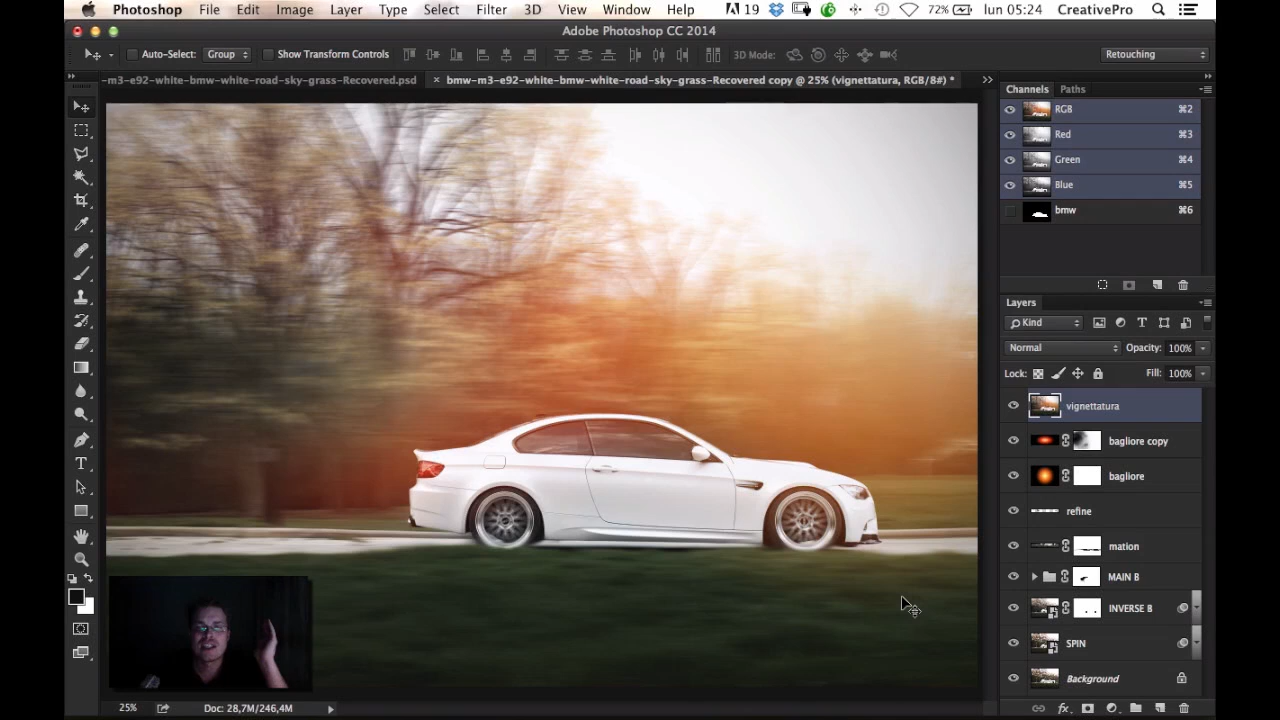 Photoshop File Edit Image Layer Type Select Filter 3D View Window Help 19 72% lun 05:24 CreativePro
Adobe Photoshop CC 2014
Auto-Select: Group Show Transform Controls 3D Mode: Retouching
-m3-e92-white-bmw-white-road-sky-grass-Recovered.psd × bmw-m3-e92-white-bmw-white-road-sky-grass-Recovered copy @ 25% (vignettatura, RGB/8#) *
Channels Paths
RGB ⌘2
Red ⌘3
Green ⌘4
Blue ⌘5
bmw ⌘6
Layers
Kind
Normal Opacity: 100%
Lock: Fill: 100%
vignettatura
bagliore copy
bagliore
refine
mation
MAIN B
INVERSE B
SPIN
Background
25% Doc: 28,7M/246,4M